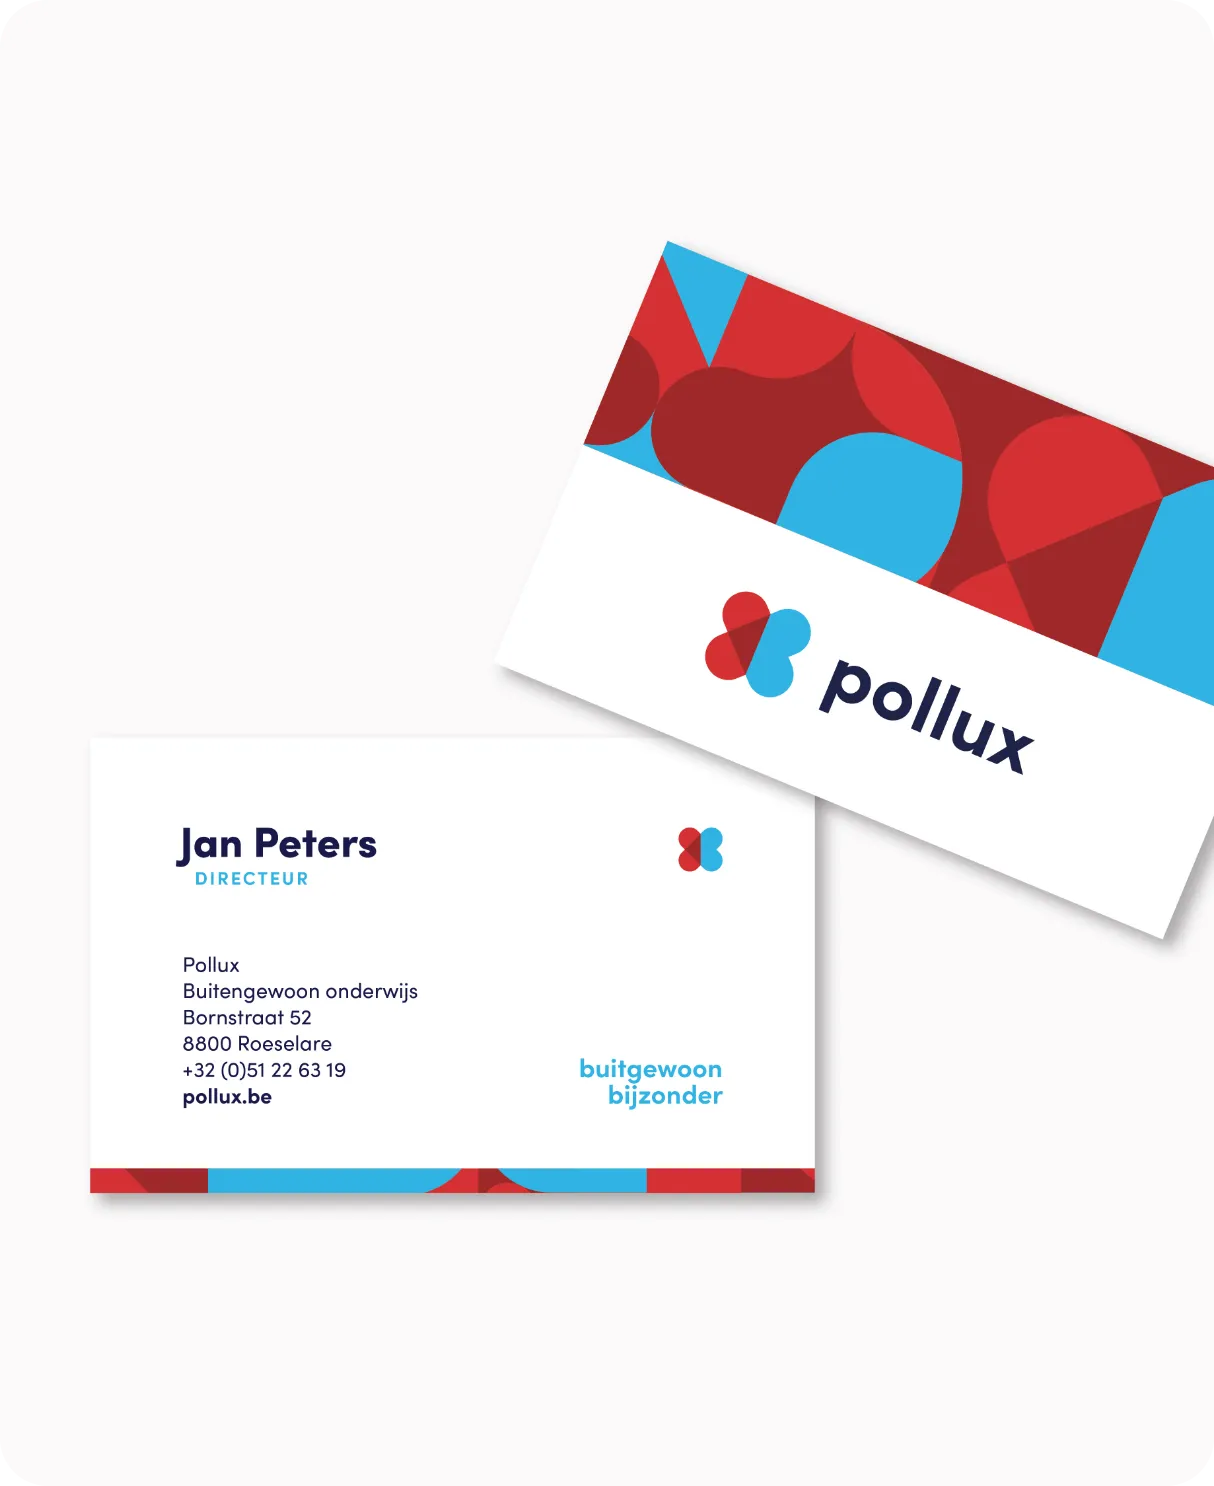 pollux
Jan Peters
DIRECTEUR
Pollux
Buitengewoon onderwijs
Bornstraat 52
8800 Roeselare
+32 (0)51 22 63 19
pollux.be
buitgewoon
bijzonder